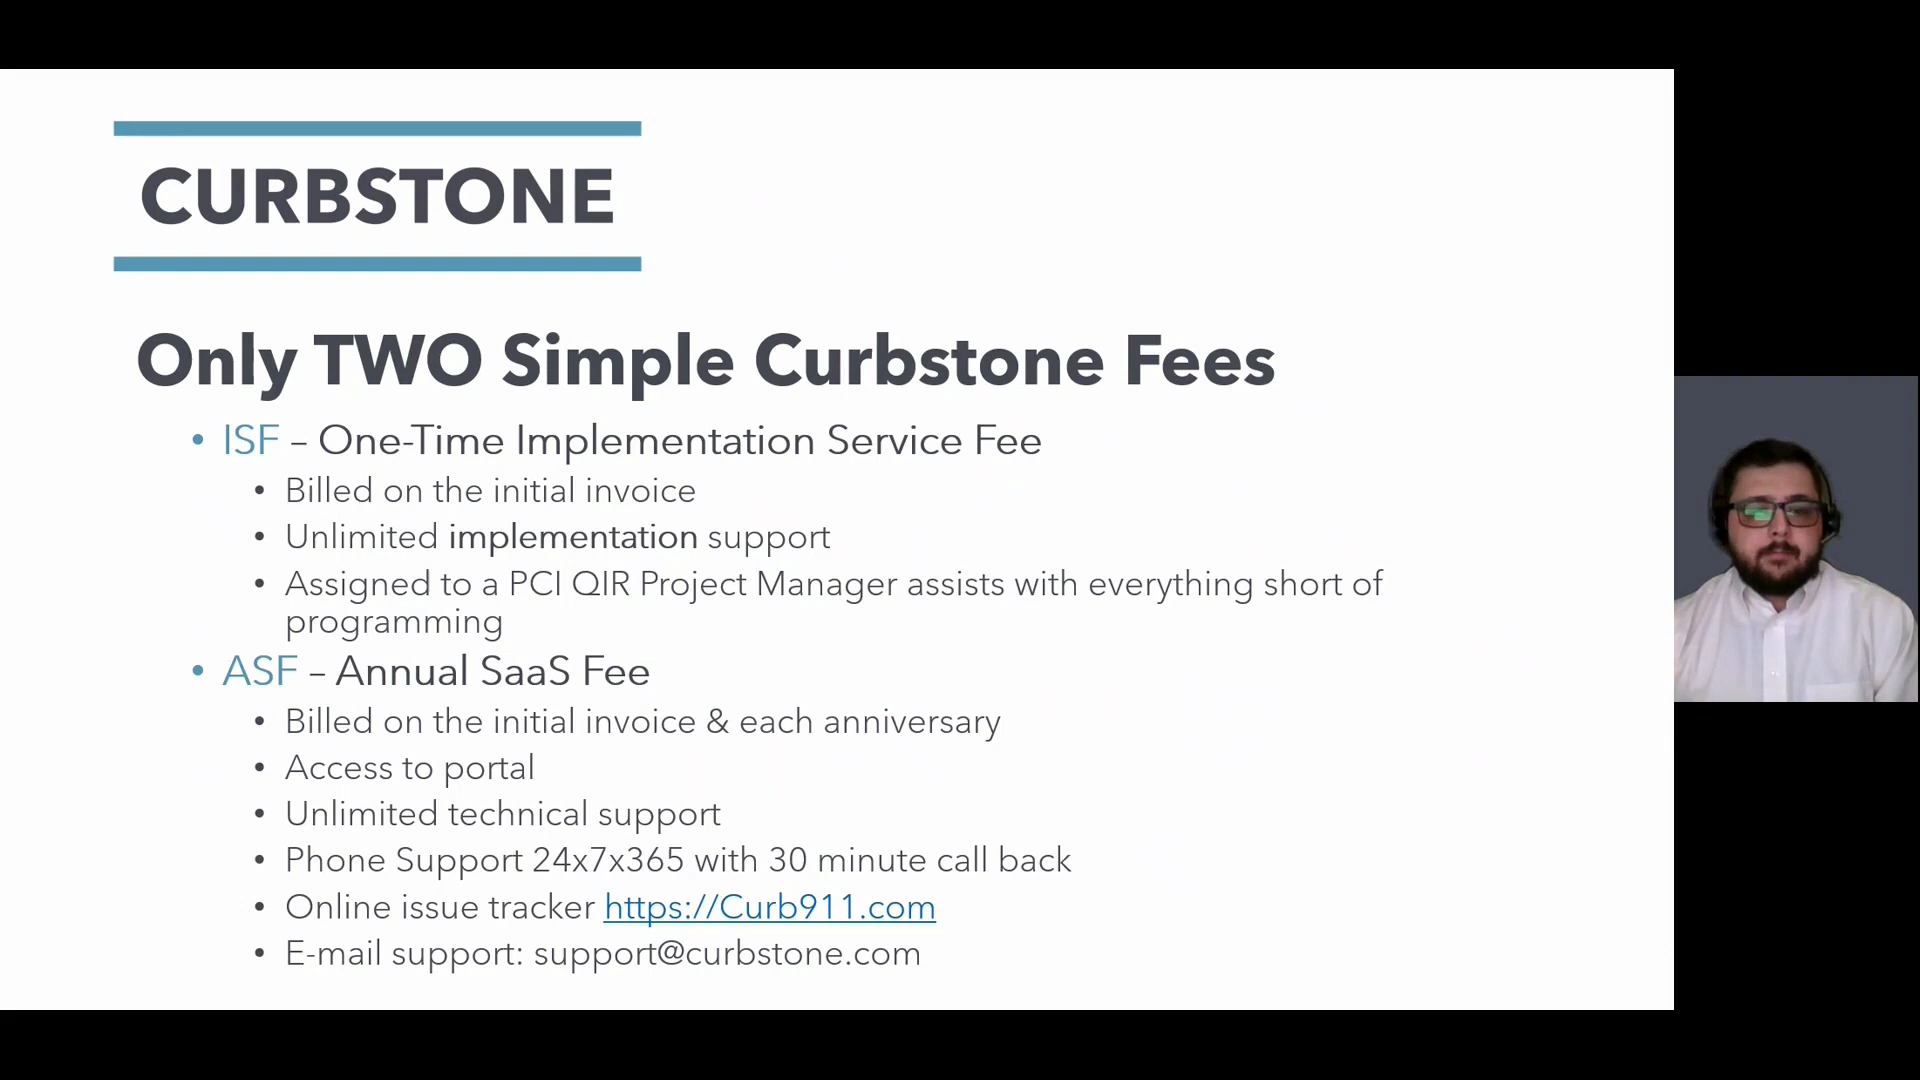 CURBSTONE
Only TWO Simple Curbstone Fees
• ISF – One-Time Implementation Service Fee
• Billed on the initial invoice
• Unlimited implementation support
• Assigned to a PCI QIR Project Manager assists with everything short of
programming
• ASF – Annual SaaS Fee
• Billed on the initial invoice & each anniversary
• Access to portal
• Unlimited technical support
• Phone Support 24x7x365 with 30 minute call back
• Online issue tracker https://Curb911.com
• E-mail support: support@curbstone.com